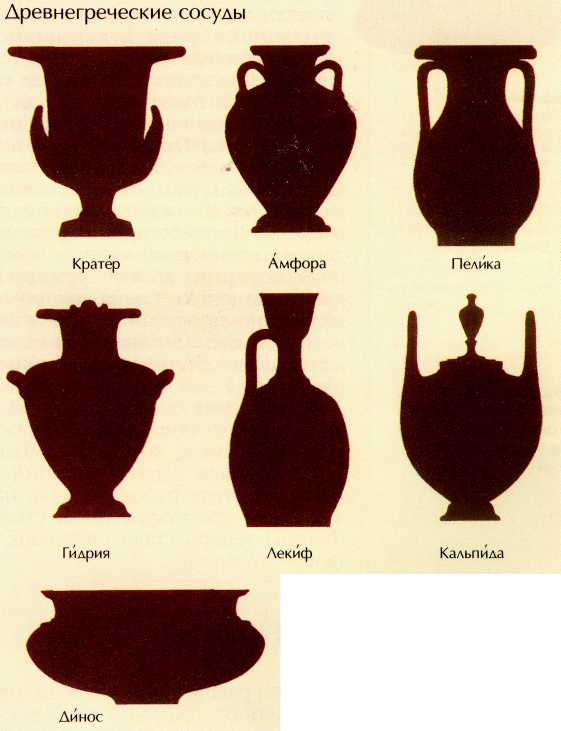 Древнегреческие сосуды
Крате́р
А́мфора
Пели́ка
Ги́дрия
Леки́ф
Кальпи́да
Ди́нос